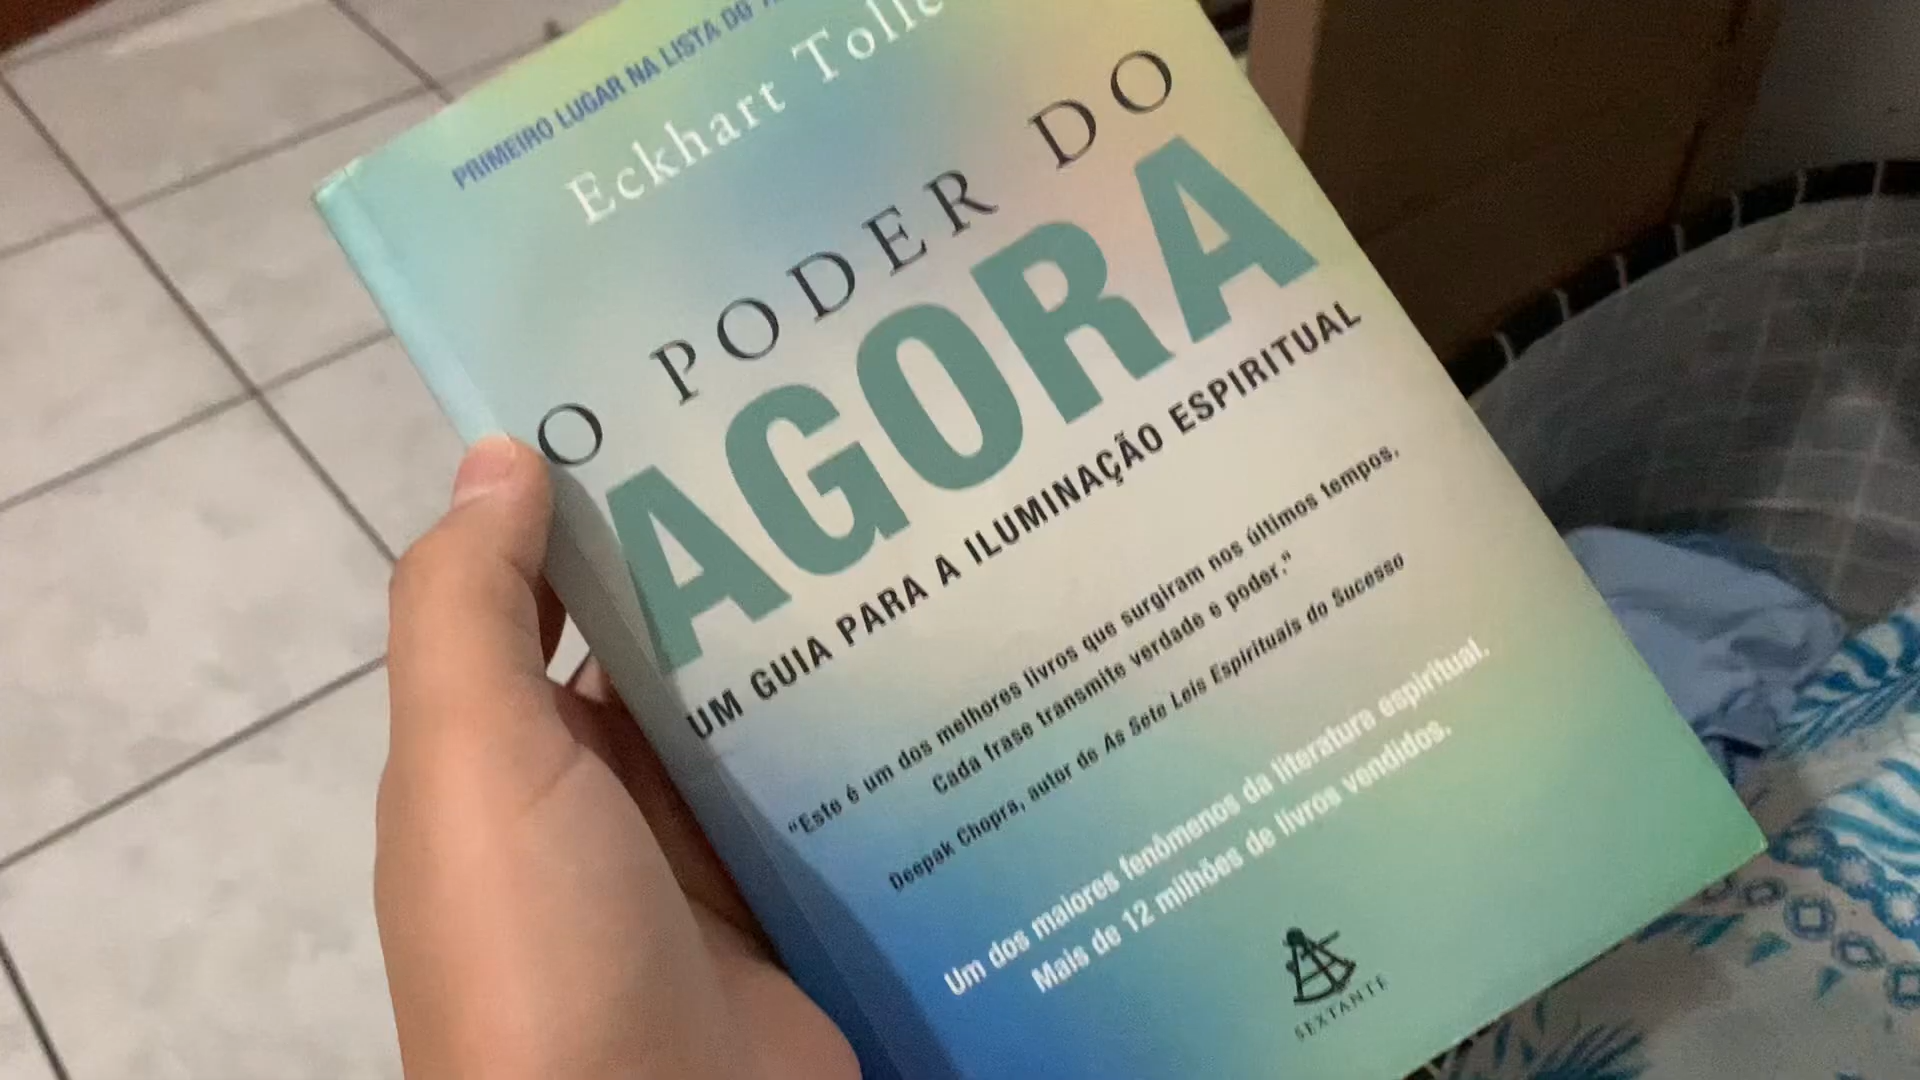 PRIMEIRO LUGAR NA LISTA DO
Eckhart Tolle
O PODER DO
AGORA
UM GUIA PARA A ILUMINAÇÃO ESPIRITUAL
"Este é um dos melhores livros que surgiram nos últimos tempos.
Cada frase transmite verdade e poder."
Deepak Chopra, autor de As Sete Leis Espirituais do Sucesso
Um dos maiores fenômenos da literatura espiritual.
Mais de 12 milhões de livros vendidos.
SEXTANTE